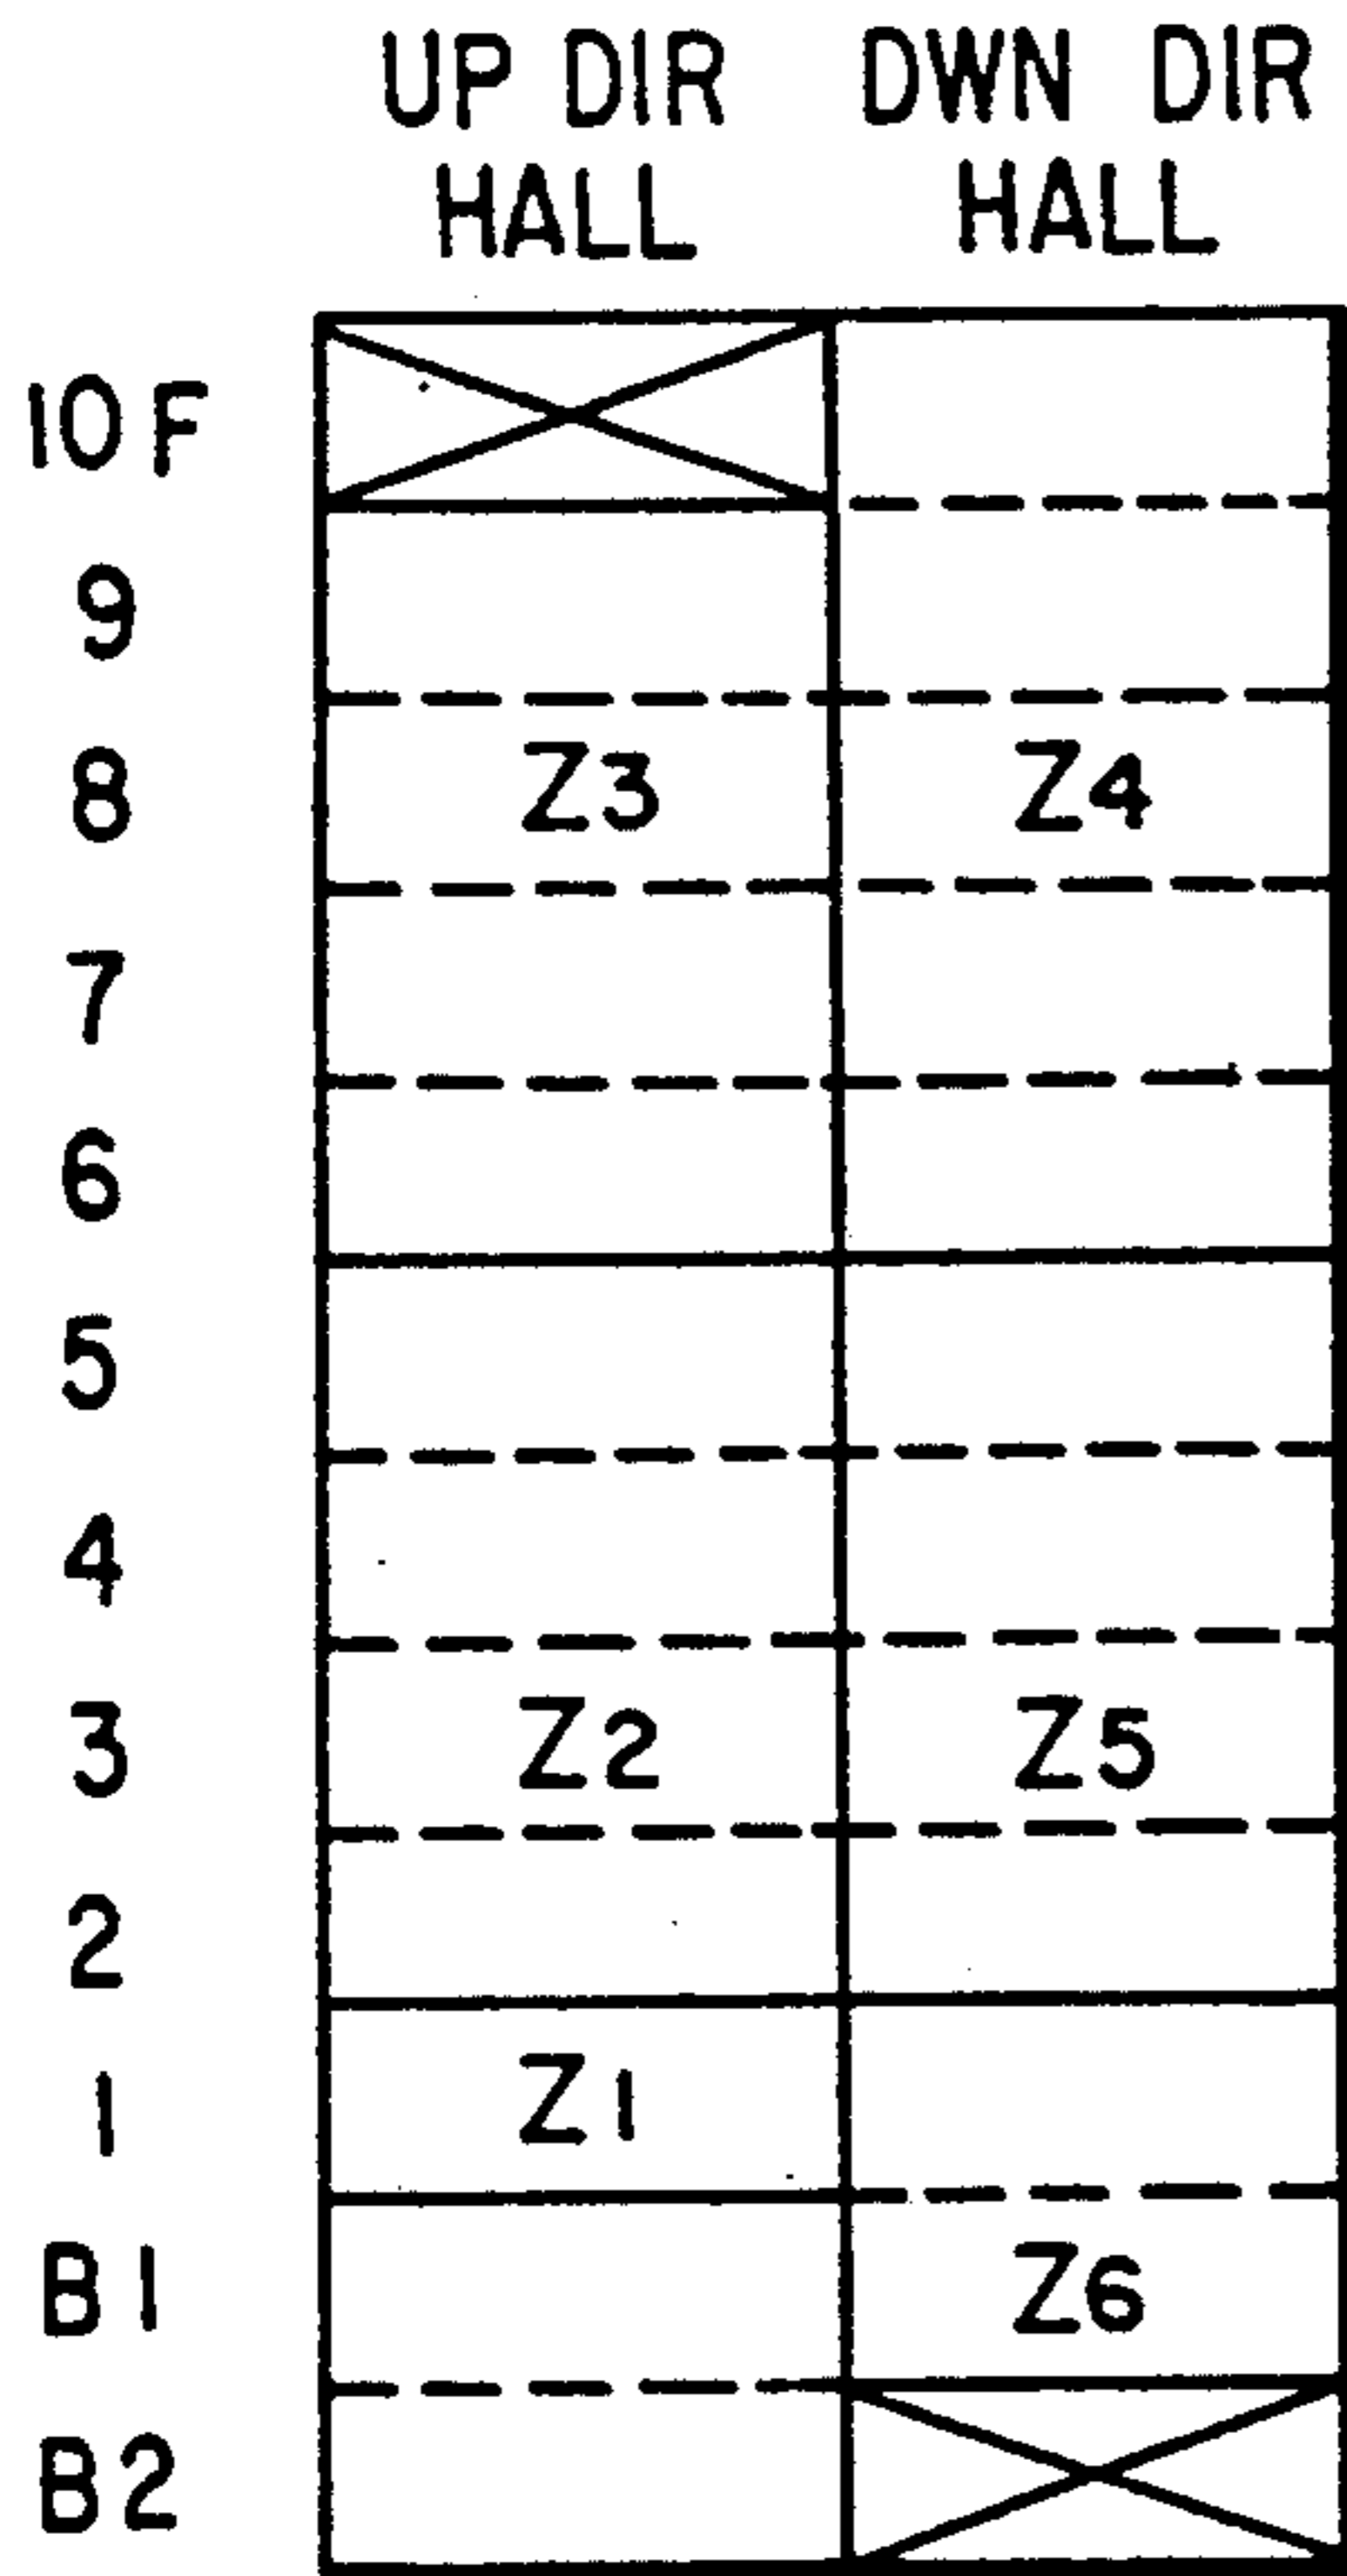 UP DIR HALL DWN DIR HALL
10F
9
8 Z3 Z4
7
6
5
4
3 Z2 Z5
2
1 Z1
B1 Z6
B2